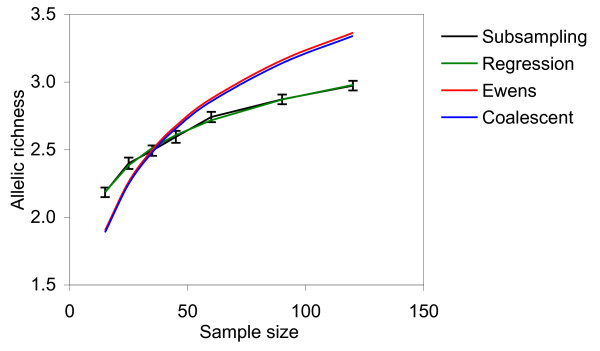 3.5
3.0
2.5
2.0
1.5
Allelic richness
0
50
100
150
Sample size
Subsampling
Regression
Ewens
Coalescent